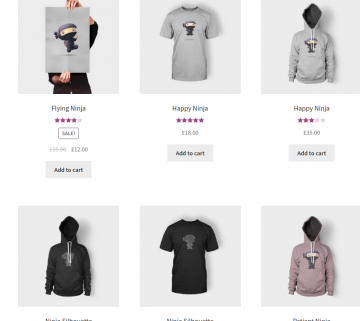 Flying Ninja
SALE!
£15.00 £12.00
Add to cart
Happy Ninja
£18.00
Add to cart
Happy Ninja
£35.00
Add to cart
Ninja Silhouette
Ninja Silhouette
Patient Ninja